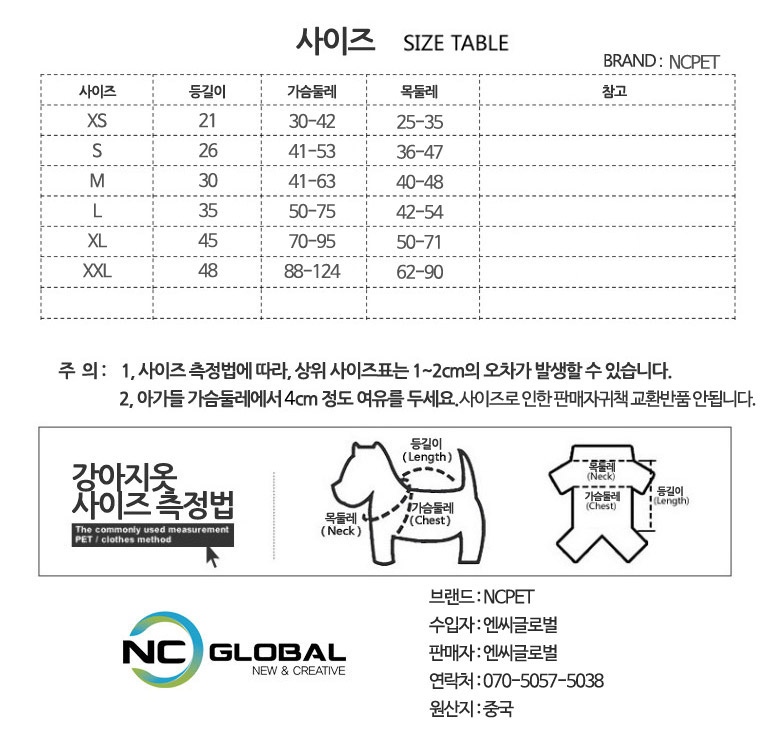 사이즈 SIZE TABLE
BRAND : NCPET
사이즈 등길이 가슴둘레 목둘레 참고
XS 21 30-42 25-35
S 26 41-53 36-47
M 30 41-63 40-48
L 35 50-75 42-54
XL 45 70-95 50-71
XXL 48 88-124 62-90
주 의 : 1, 사이즈 측정법에 따라, 상위 사이즈표는 1~2cm의 오차가 발생할 수 있습니다.
2, 아가들 가슴둘레에서 4cm 정도 여유를 두세요.사이즈로 인한 판매자귀책 교환반품 안됩니다.
강아지옷
사이즈 측정법
The commonly used measurement
PET / clothes method
등길이
(Length)
목둘레
(Neck)
가슴둘레
(Chest)
목둘레
(Neck)
가슴둘레
(Chest)
등길이
(Length)
NC GLOBAL
NEW & CREATIVE
브랜드 : NCPET
수입자 : 엔씨글로벌
판매자 : 엔씨글로벌
연락처 : 070-5057-5038
원산지 : 중국